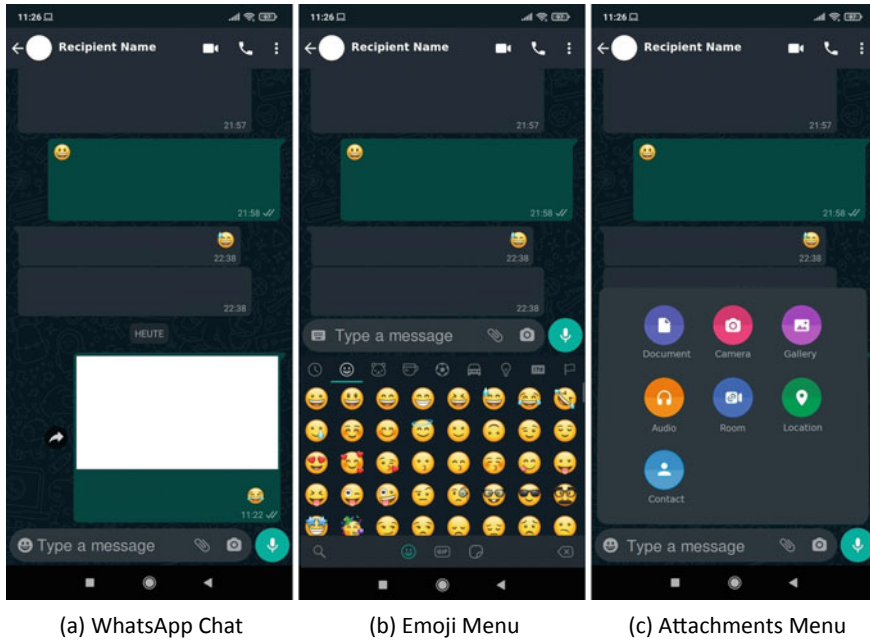 11:26
Recipient Name
21:57
21:58
22:38
22:38
HEUTE
11:22
Type a message
11:26
Recipient Name
21:57
21:58
22:38
22:38
Type a message
GIF
11:26
Recipient Name
21:57
21:58
22:38
Document Camera Gallery
Audio Room Location
Contact
Type a message
(a) WhatsApp Chat
(b) Emoji Menu
(c) Attachments Menu